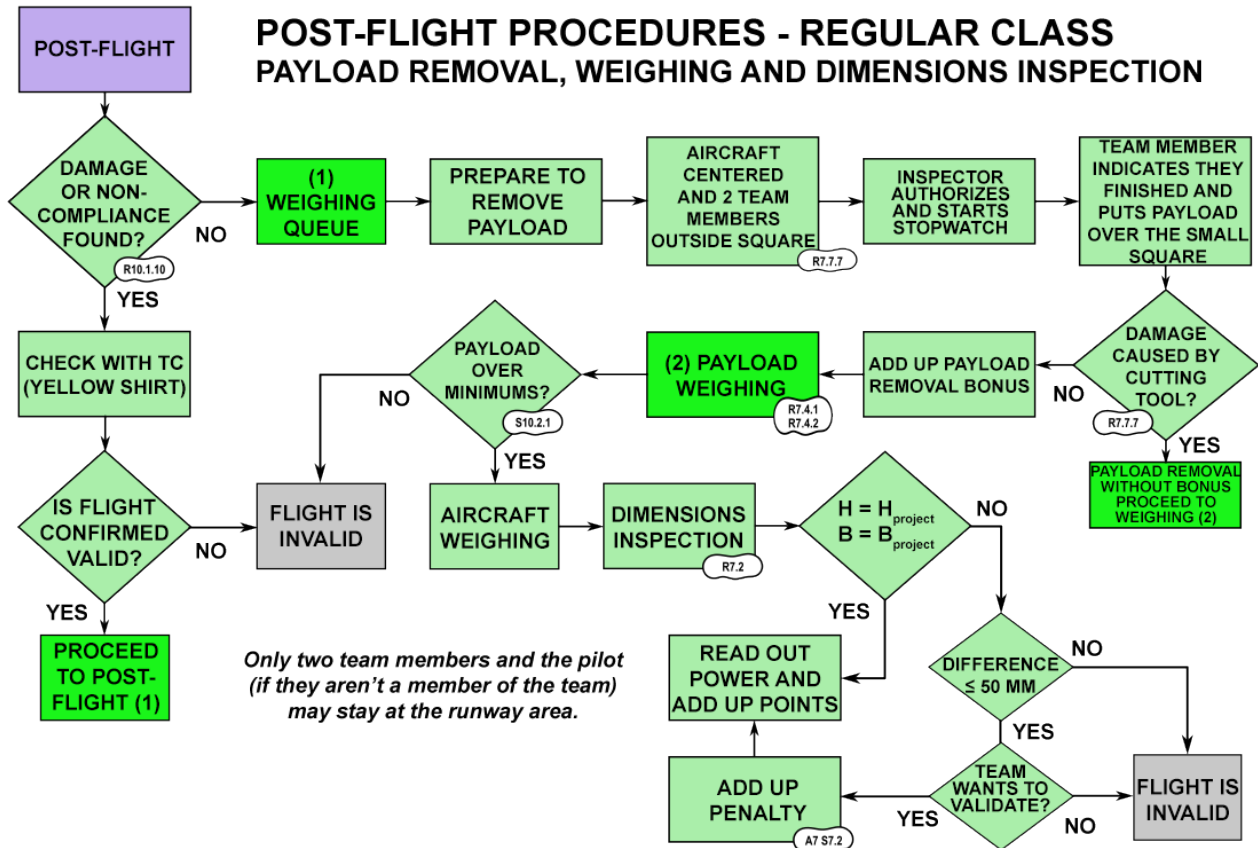 POST-FLIGHT
POST-FLIGHT PROCEDURES - REGULAR CLASS
PAYLOAD REMOVAL, WEIGHING AND DIMENSIONS INSPECTION
DAMAGE
OR NON-
COMPLIANCE
FOUND?
R10.1.10
NO
YES
(1)
WEIGHING
QUEUE
PREPARE TO
REMOVE
PAYLOAD
AIRCRAFT
CENTERED
AND 2 TEAM
MEMBERS
OUTSIDE SQUARE
R7.7.7
INSPECTOR
AUTHORIZES
AND STARTS
STOPWATCH
TEAM MEMBER
INDICATES THEY
FINISHED AND
PUTS PAYLOAD
OVER THE SMALL
SQUARE
DAMAGE
CAUSED BY
CUTTING
TOOL?
R7.7.7
NO
YES
PAYLOAD REMOVAL
WITHOUT BONUS
PROCEED TO
WEIGHING (2)
ADD UP PAYLOAD
REMOVAL BONUS
(2) PAYLOAD
WEIGHING
R7.4.1
R7.4.2
PAYLOAD
OVER
MINIMUMS?
S10.2.1
NO
YES
CHECK WITH TC
(YELLOW SHIRT)
IS FLIGHT
CONFIRMED
VALID?
NO
YES
FLIGHT IS
INVALID
PROCEED
TO POST-
FLIGHT (1)
AIRCRAFT
WEIGHING
DIMENSIONS
INSPECTION
R7.2
H = Hproject
B = Bproject
NO
YES
READ OUT
POWER AND
ADD UP POINTS
DIFFERENCE
≤ 50 MM
NO
YES
TEAM
WANTS TO
VALIDATE?
YES
NO
ADD UP
PENALTY
A7 S7.2
FLIGHT IS
INVALID
Only two team members and the pilot
(if they aren't a member of the team)
may stay at the runway area.